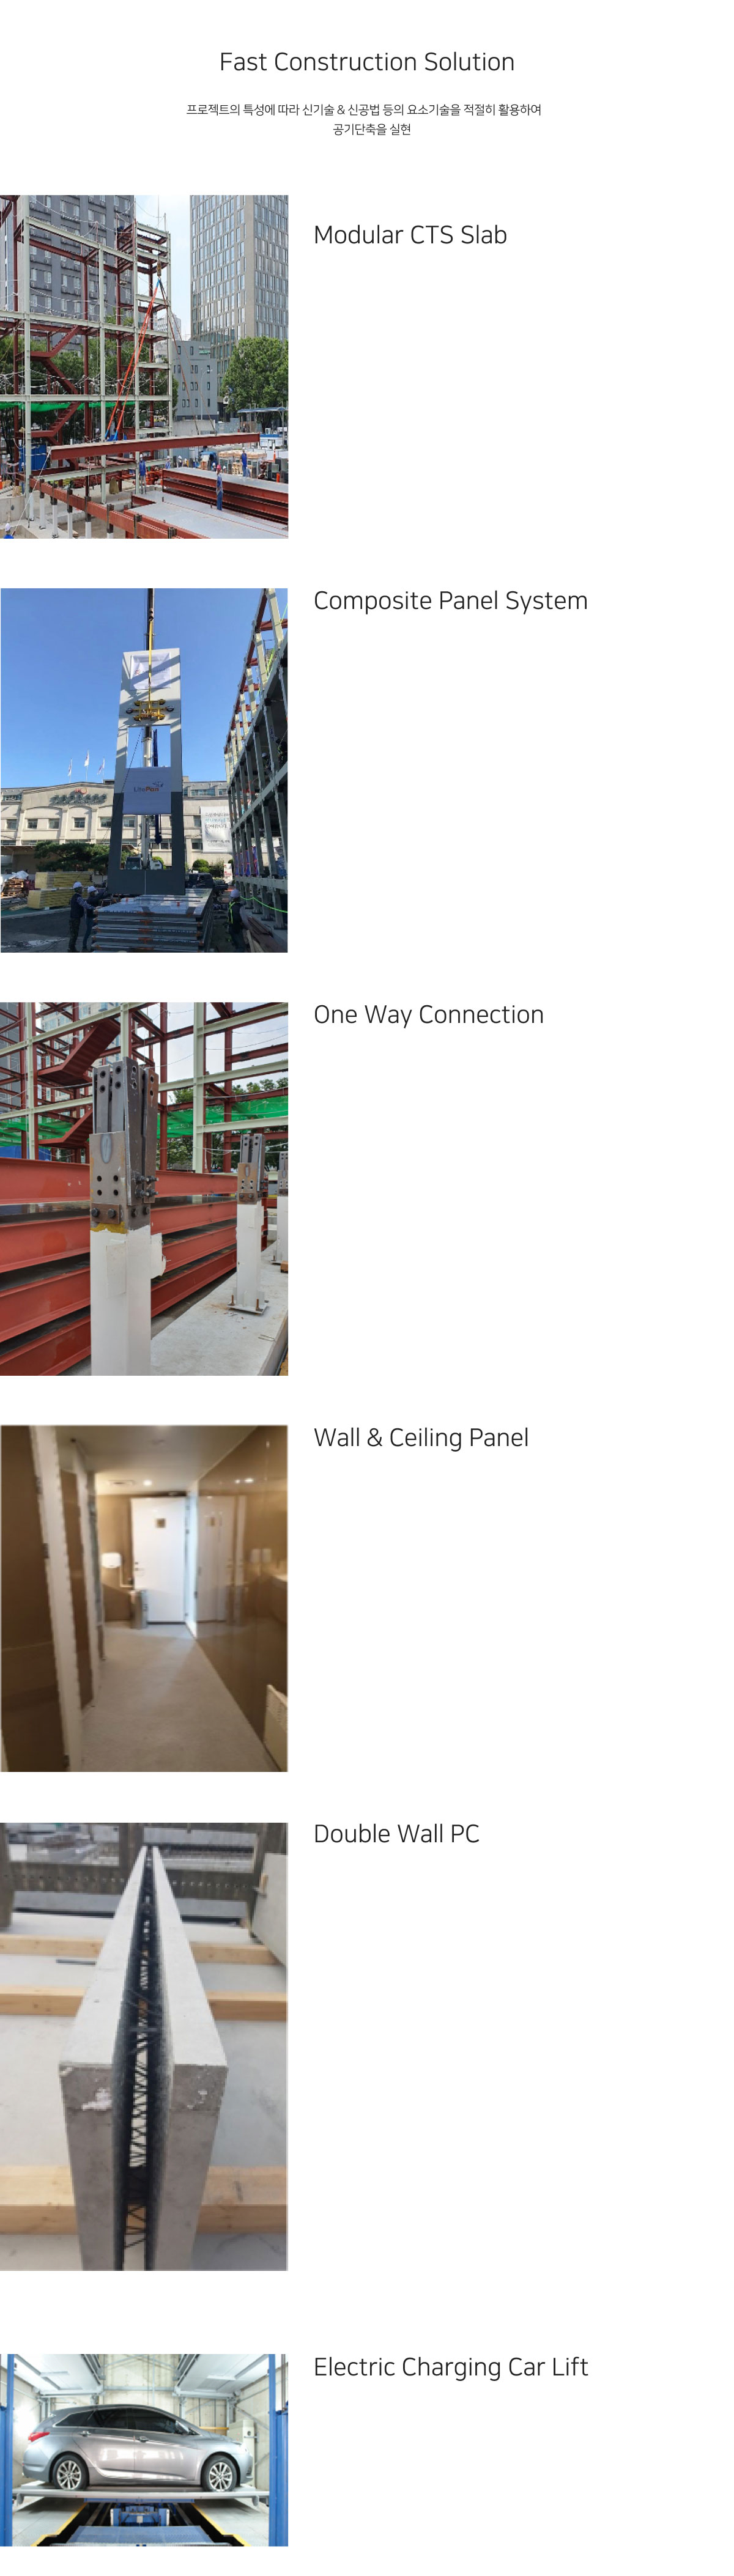 Fast Construction Solution
프로젝트의 특성에 따라 신기술 & 신공법 등의 요소기술을 적절히 활용하여
공기단축을 실현
Modular CTS Slab
Composite Panel System
One Way Connection
Wall & Ceiling Panel
Double Wall PC
Electric Charging Car Lift